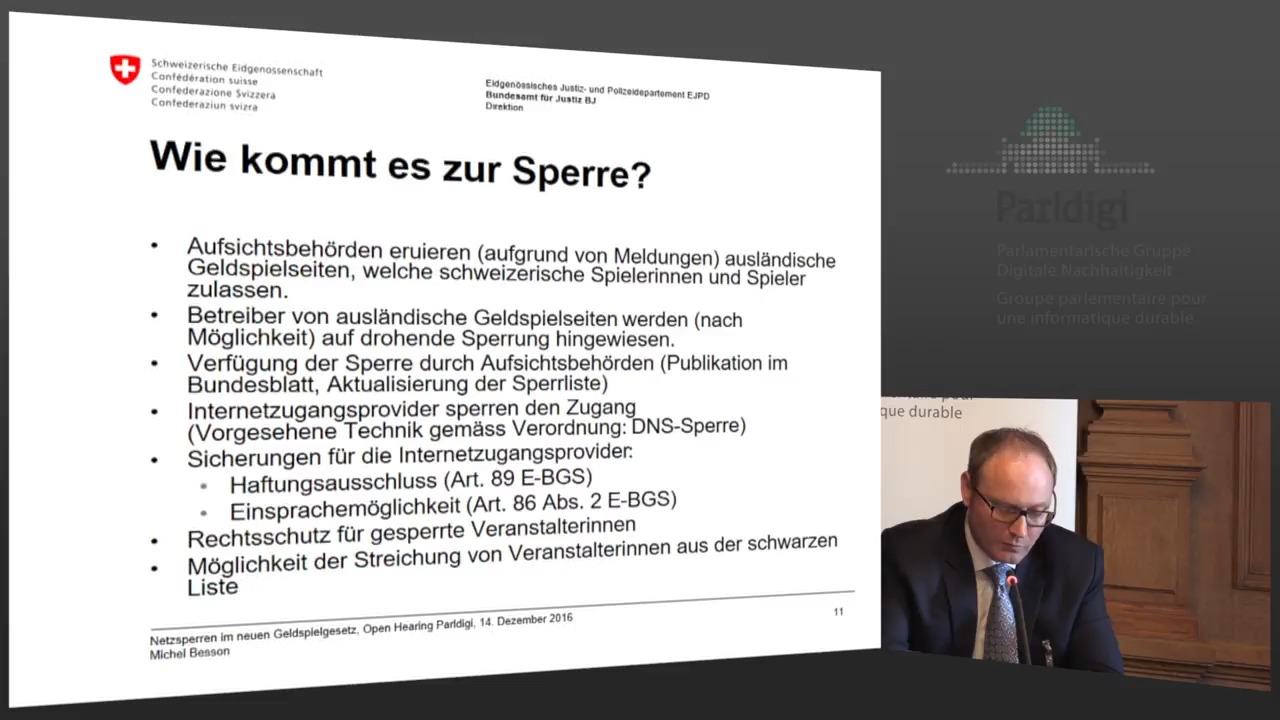 Schweizerische Eidgenossenschaft
Confédération suisse
Confederazione Svizzera
Confederaziun svizra
Eidgenössisches Justiz- und Polizeidepartement EJPD
Bundesamt für Justiz BJ
Direktion
Wie kommt es zur Sperre?
• Aufsichtsbehörden eruieren (aufgrund von Meldungen) ausländische
Geldspielseiten, welche schweizerische Spielerinnen und Spieler
zulassen.
• Betreiber von ausländische Geldspielseiten werden (nach
Möglichkeit) auf drohende Sperrung hingewiesen.
• Verfügung der Sperre durch Aufsichtsbehörden (Publikation im
Bundesblatt, Aktualisierung der Sperrliste)
• Internetzugangsprovider sperren den Zugang
(Vorgesehene Technik gemäss Verordnung: DNS-Sperre)
• Sicherungen für die Internetzugangsprovider:
• Haftungsausschluss (Art. 89 E-BGS)
• Einsprachemöglichkeit (Art. 86 Abs. 2 E-BGS)
• Rechtsschutz für gesperrte Veranstalterinnen
• Möglichkeit der Streichung von Veranstalterinnen aus der schwarzen
Liste
Netzsperren im neuen Geldspielgesetz, Open Hearing Parldigi, 14. Dezember 2016
Michel Besson
11
Parldigi
Parlamentarische Gruppe
Digitale Nachhaltigkeit
Groupe parlementaire pour
une informatique durable
que durable